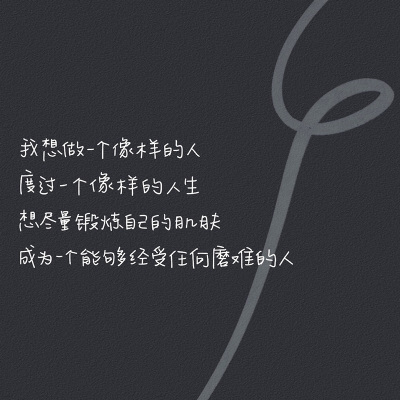 我想做一个像样的人
度过一个像样的人生
想尽量锻炼自己的肌肤
成为一个能够经受任何磨难的人